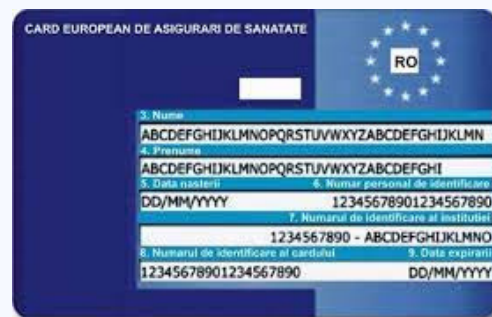 CARD EUROPEAN DE ASIGURARI DE SANATATE
RO
3. Nume
ABCDEFGHIJKLMNOPQRSTUVWXYZABCDEFGHIJKLMN
4. Prenume
ABCDEFGHIJKLMNOPQRSTUVWXYZABCDEFGHI
5. Data nasterii 6. Numar personal de identificare
DD/MM/YYYY 12345678901234567890
7. Numarul de identificare al institutiei
1234567890 - ABCDEFGHIJKLMNO
8. Numarul de identificare al cardului 9. Data expirarii
12345678901234567890 DD/MM/YYYY